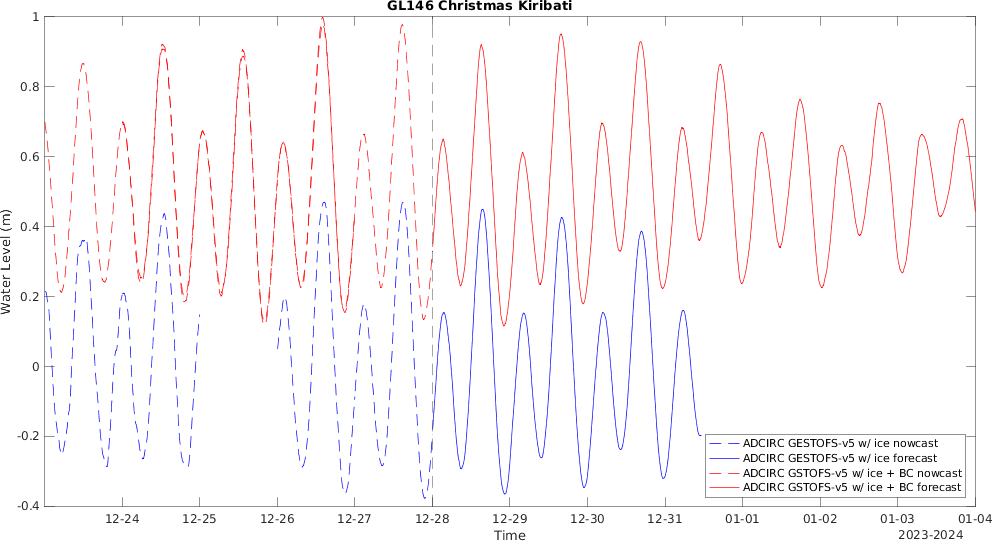 GL146 Christmas Kiribati
Water Level (m)
1
0.8
0.6
0.4
0.2
0
-0.2
-0.4
ADCIRC GESTOFS-v5 w/ ice nowcast
ADCIRC GESTOFS-v5 w/ ice forecast
ADCIRC GSTOFS-v5 w/ ice + BC nowcast
ADCIRC GSTOFS-v5 w/ ice + BC forecast
12-24 12-25 12-26 12-27 12-28 12-29 12-30 12-31 01-01 01-02 01-03 01-04
Time
2023-2024